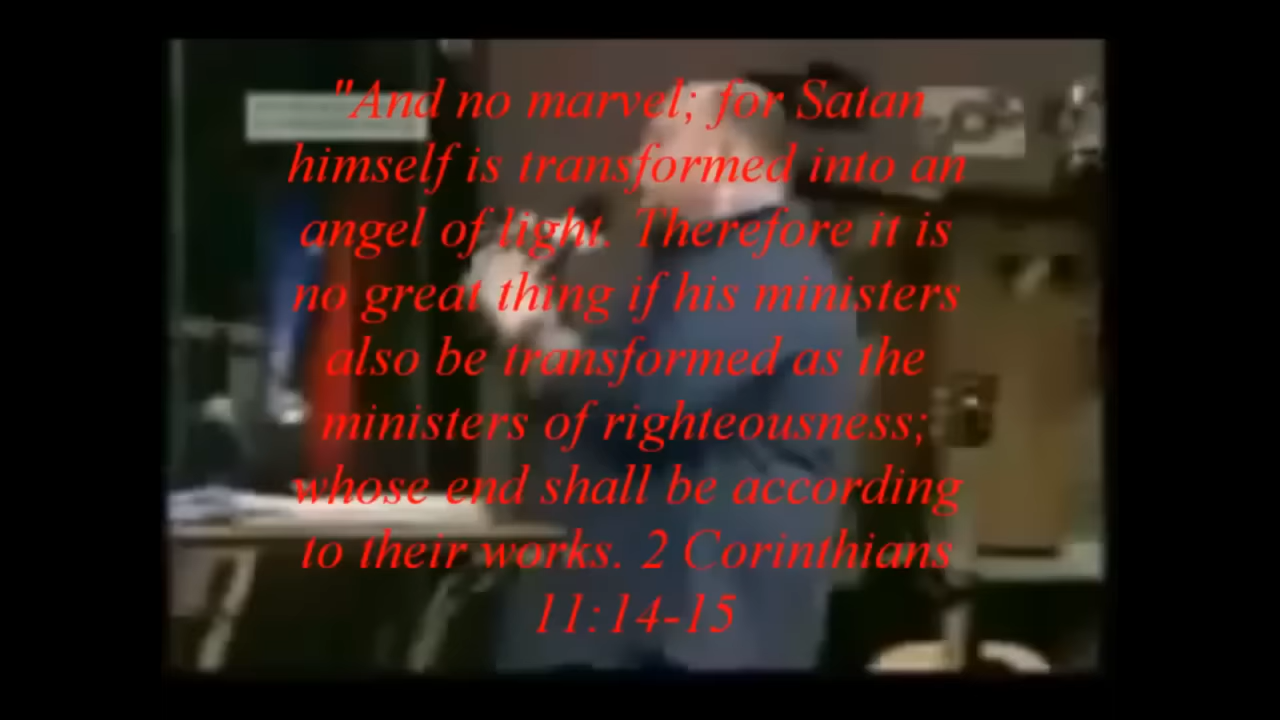 "And no marvel; for Satan
himself is transformed into an
angel of light. Therefore it is
no great thing if his ministers
also be transformed as the
ministers of righteousness;
whose end shall be according
to their works. 2 Corinthians
11:14-15